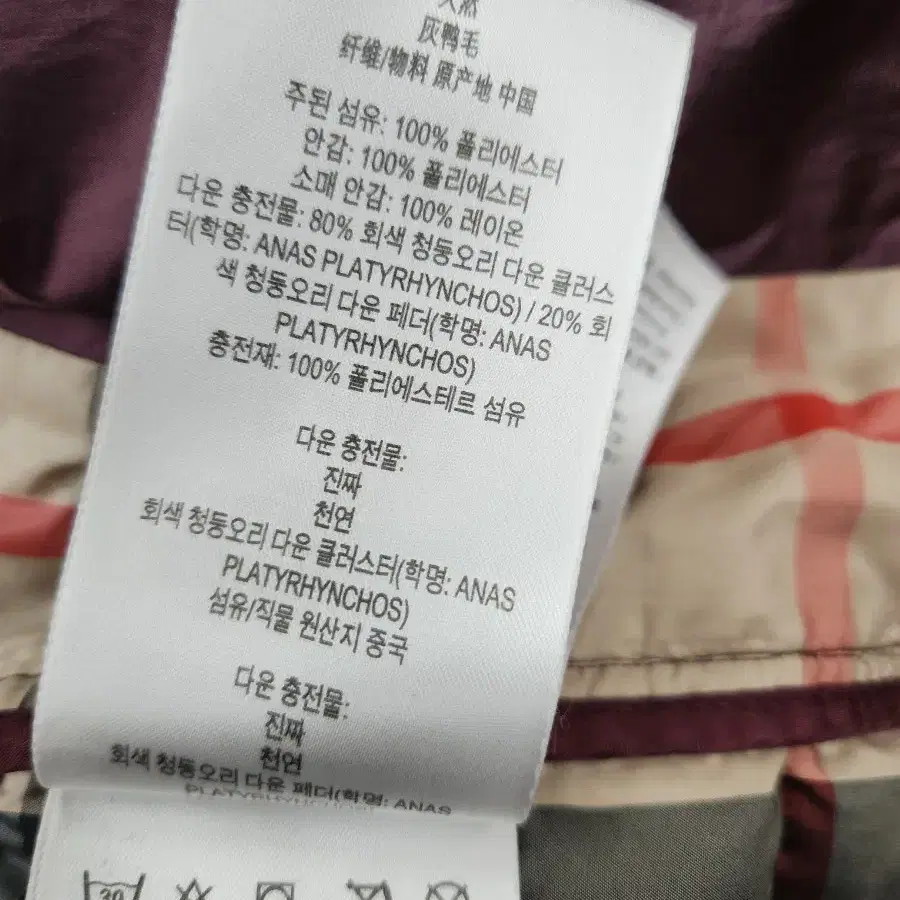 天然
灰鸭毛
纤维/物料 原产地 中国
주된 섬유: 100% 폴리에스터
안감: 100% 폴리에스터
소매 안감: 100% 레이온
다운 충전물: 80% 회색 청둥오리 다운 클러스
터(학명: ANAS PLATYRHYNCHOS) / 20% 회
색 청둥오리 다운 페더(학명: ANAS
PLATYRHYNCHOS)
충전재: 100% 폴리에스테르 섬유
다운 충전물:
진짜
천연
회색 청둥오리 다운 클러스터(학명: ANAS
PLATYRHYNCHOS)
섬유/직물 원산지 중국
다운 충전물:
진짜
천연
회색 청둥오리 다운 페더(학명: ANAS
PLATYRHYNCHOS)
30